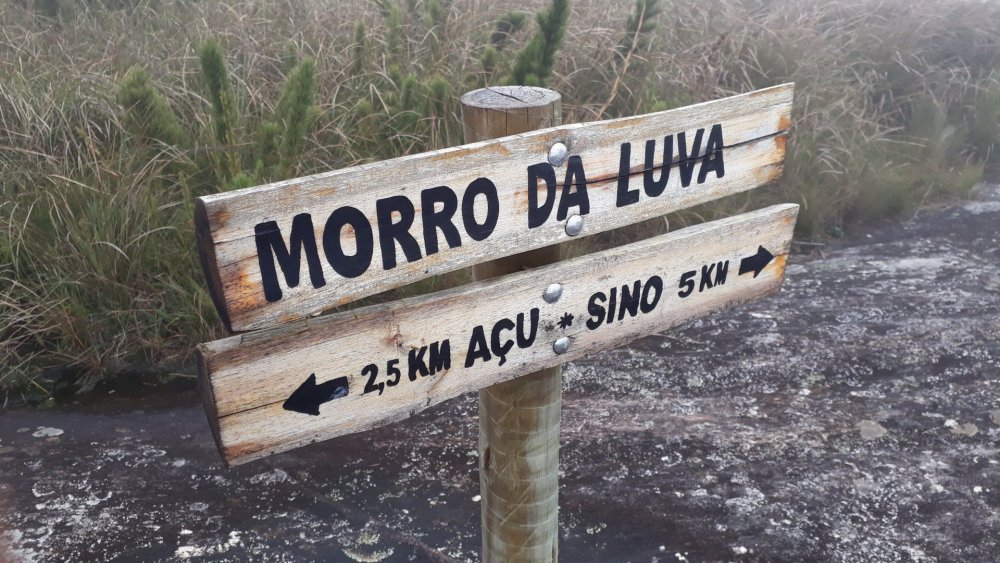 MORRO DA LUVA
2,5 KM AÇU * SINO 5 KM